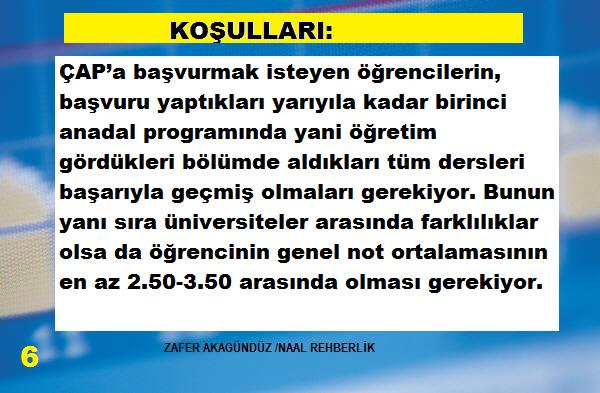 KOŞULLARI:
ÇAP’a başvurmak isteyen öğrencilerin,
başvuru yaptıkları yarıyıla kadar birinci
anadal programında yani öğretim
gördükleri bölümde aldıkları tüm dersleri
başarıyla geçmiş olmaları gerekiyor. Bunun
yanı sıra üniversiteler arasında farklılıklar
olsa da öğrencinin genel not ortalamasının
en az 2.50-3.50 arasında olması gerekiyor.
ZAFER AKAGÜNDÜZ /NAAL REHBERLİK
6